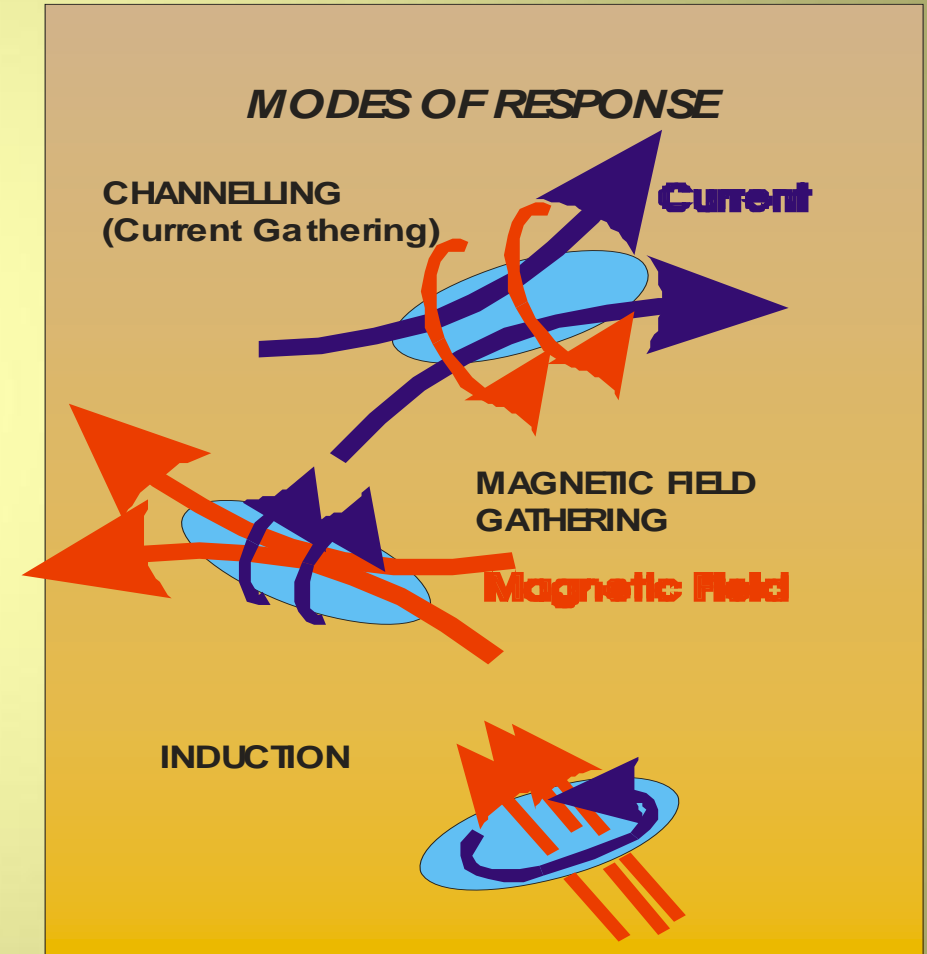 MODES OF RESPONSE
CHANNELLING
(Current Gathering)
Current
MAGNETIC FIELD
GATHERING
Magnetic Field
INDUCTION